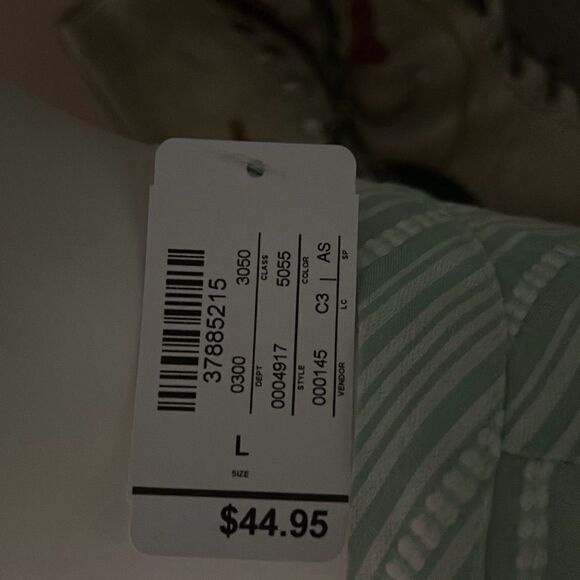 37885215
0300 3050
DEPT CLASS
0004917 5055
STYLE COLOR
000145 C3 | AS
VENDOR LC SP
L
SIZE
$44.95